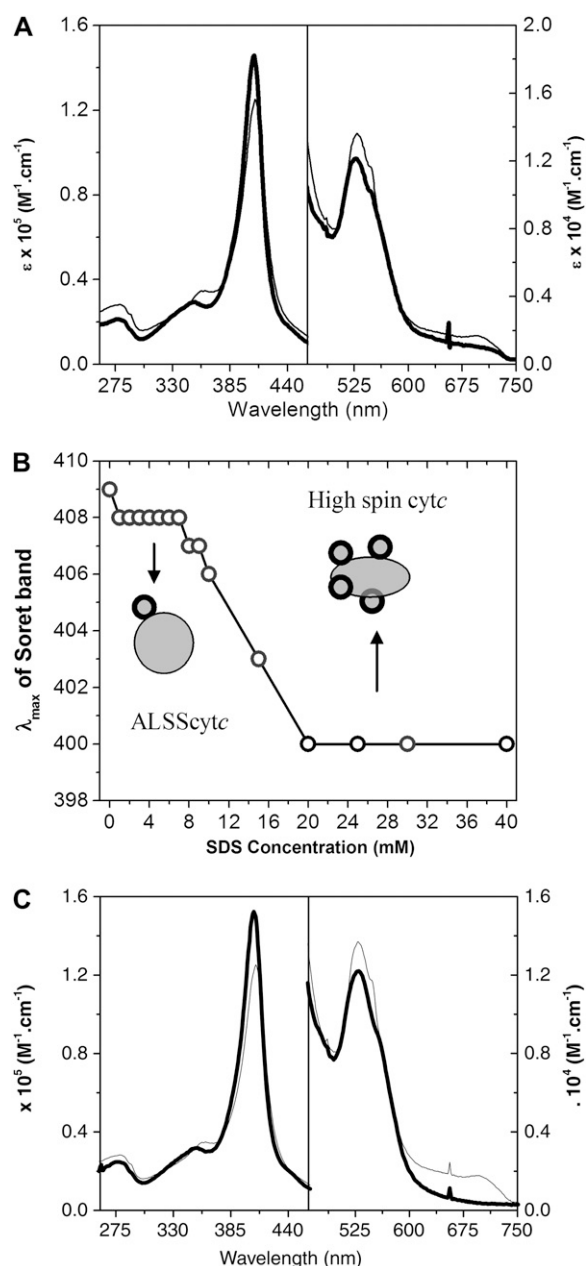 A
1.6
1.2
0.8
0.4
0.0
ε x 10⁵ (M⁻¹.cm⁻¹)
2.0
1.6
1.2
0.8
0.4
0.0
ε x 10⁴ (M⁻¹.cm⁻¹)
275 330 385 440 525 600 675 750
Wavelength (nm)
B
410
408
406
404
402
400
398
λmax of Soret band
High spin cytc
ALSScytc
0 4 8 12 16 20 24 28 32 36 40
SDS Concentration (mM)
C
1.6
1.2
0.8
0.4
0.0
x 10⁵ (M⁻¹.cm⁻¹)
1.6
1.2
0.8
0.4
0.0
. 10⁴ (M⁻¹.cm⁻¹)
275 330 385 440 525 600 675 750
Wavelength (nm)